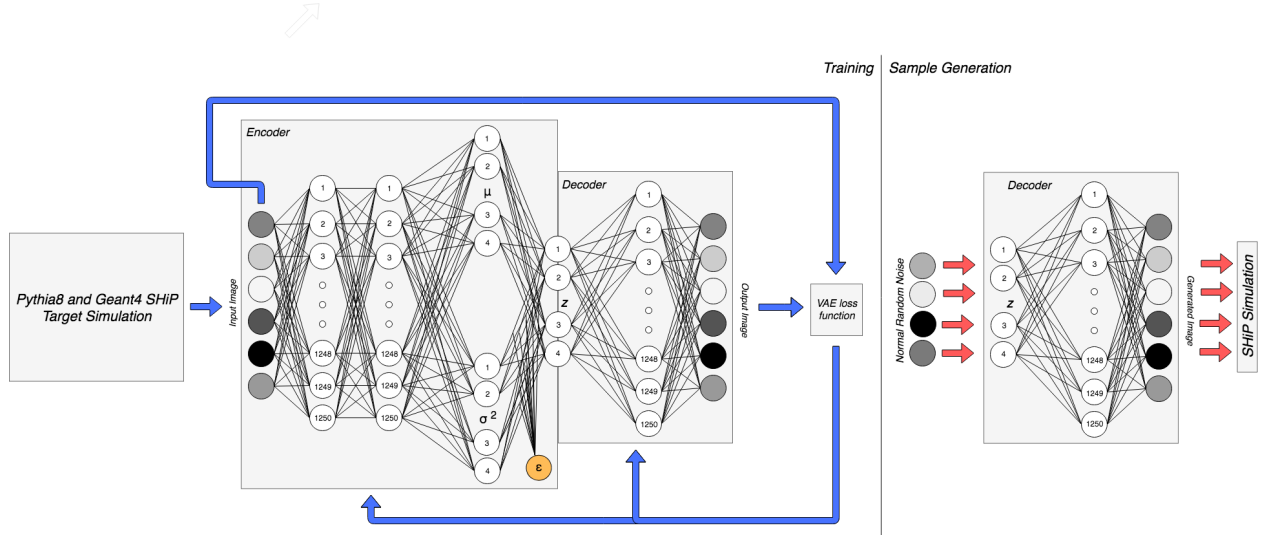 Training
Sample Generation
Encoder
Pythia8 and Geant4 SHiP
Target Simulation
Input Image
1
2
3
1248
1249
1250
1
2
3
1248
1249
1250
1
2
μ
3
4
1
2
σ 2
3
4
ε
Decoder
1
2
z
3
4
1
2
3
1248
1249
1250
Output Image
VAE loss
function
Normal Random Noise
Decoder
1
2
z
3
4
1
2
3
1248
1249
1250
Generated Image
SHiP Simulation